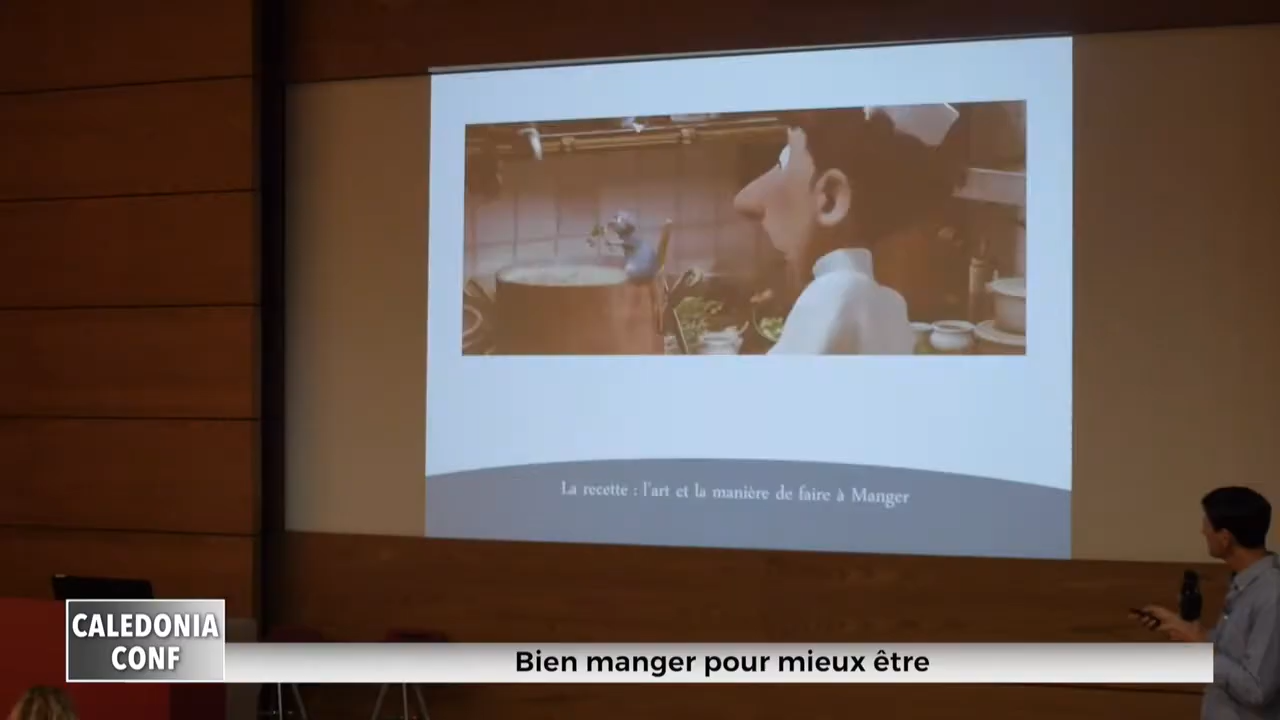 La recette : l'art et la manière de faire à Manger
CALEDONIA
CONF
Bien manger pour mieux être